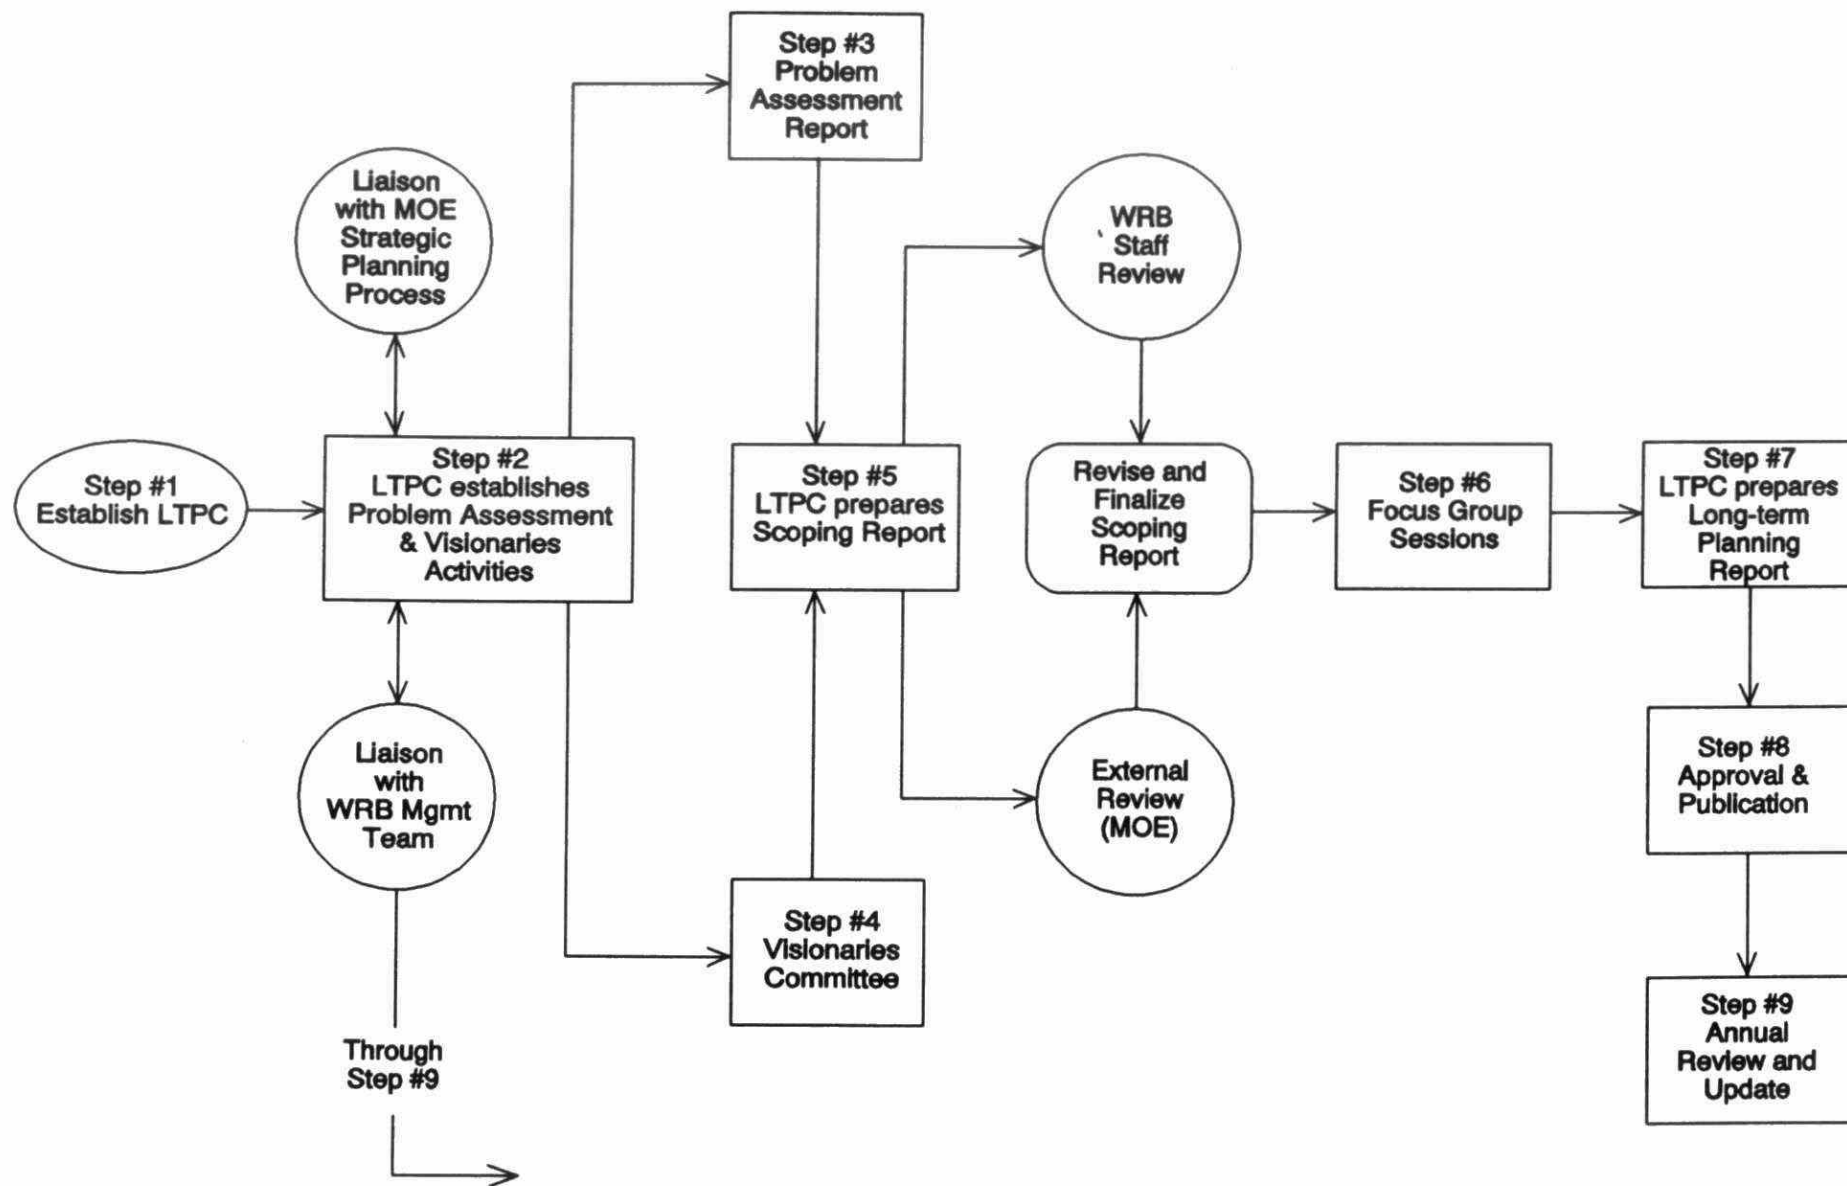 Step #3
Problem
Assessment
Report
Liaison
with MOE
Strategic
Planning
Process
WRB
Staff
Review
Step #1
Establish LTPC
Step #2
LTPC establishes
Problem Assessment
& Visionaries
Activities
Step #5
LTPC prepares
Scoping Report
Revise and
Finalize
Scoping
Report
Step #6
Focus Group
Sessions
Step #7
LTPC prepares
Long-term
Planning
Report
Liaison
with
WRB Mgmt
Team
External
Review
(MOE)
Step #8
Approval &
Publication
Step #4
Visionaries
Committee
Step #9
Annual
Review and
Update
Through
Step #9